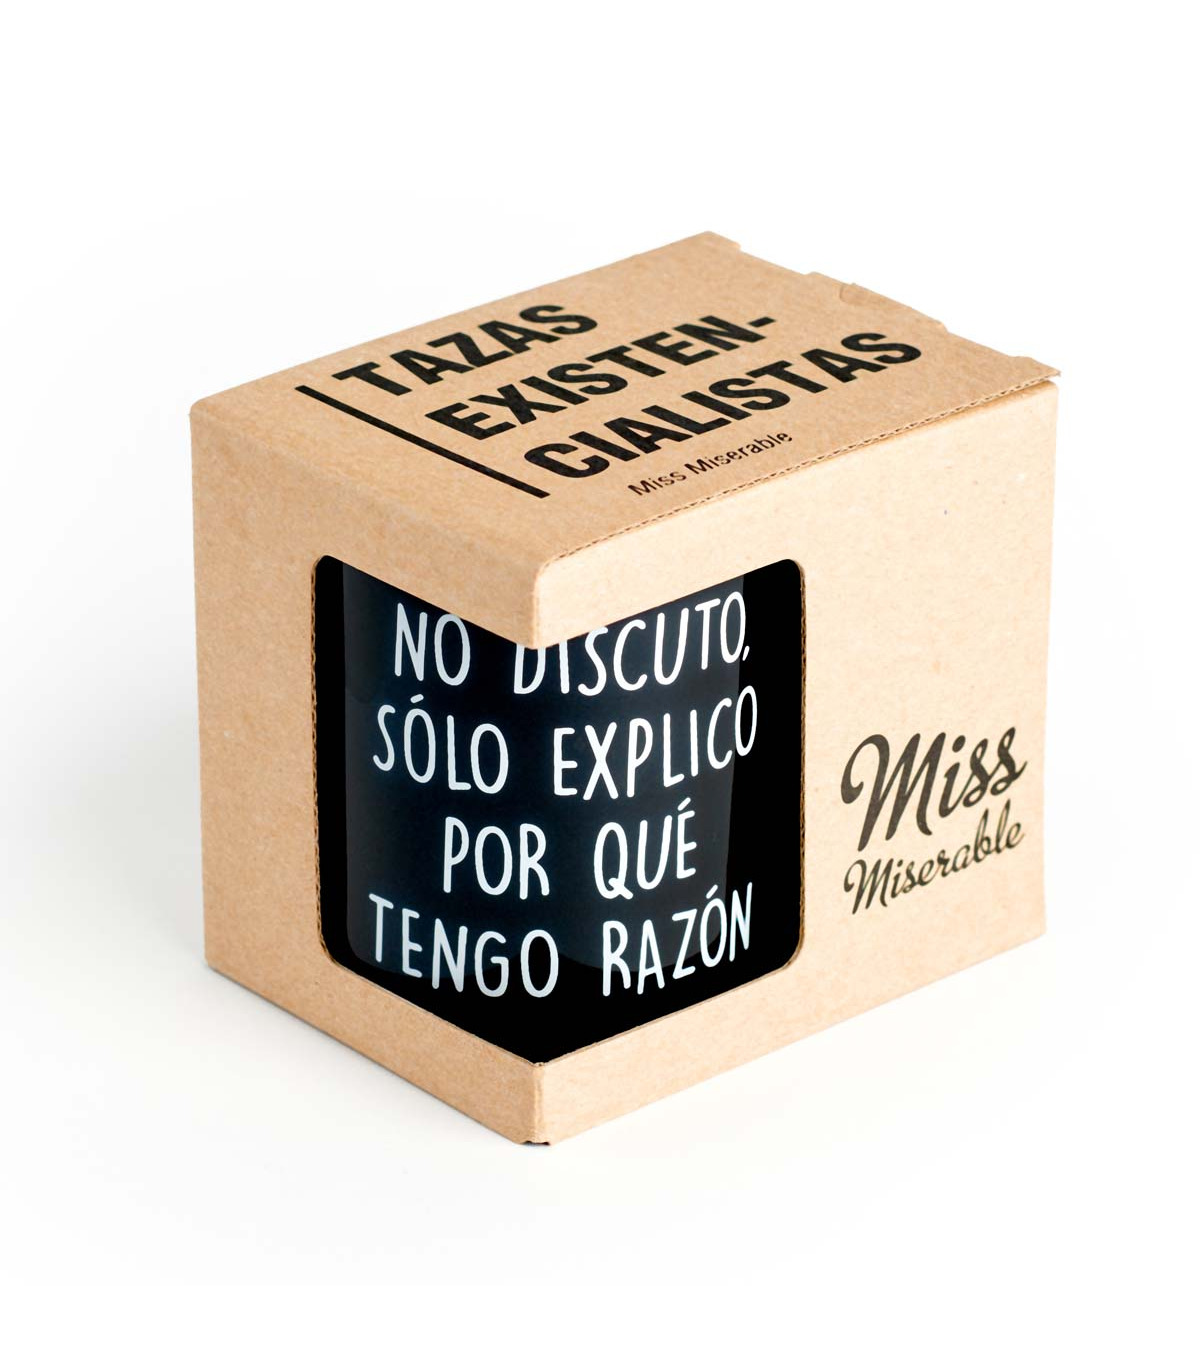 TAZAS
EXISTEN-
CIALISTAS
Miss Miserable
NO DISCUTO,
SÓLO EXPLICO
POR QUÉ
TENGO RAZÓN
Miss
Miserable